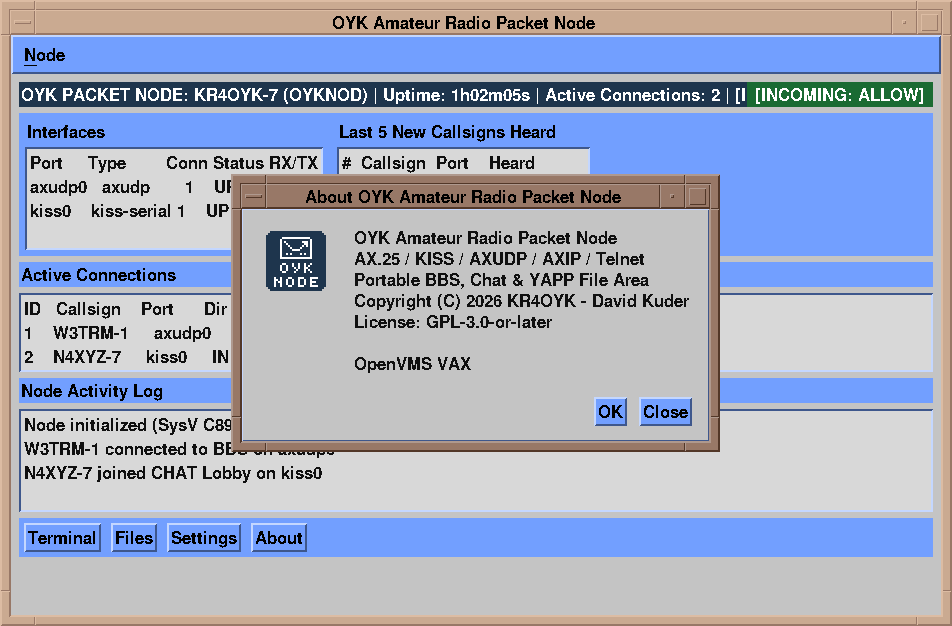 OYK Amateur Radio Packet Node
Node
OYK PACKET NODE: KR4OYK-7 (OYKNOD) | Uptime: 1h02m05s | Active Connections: 2 | [I
[INCOMING: ALLOW]
Interfaces
Last 5 New Callsigns Heard
Port Type Conn Status RX/TX
# Callsign Port Heard
axudp0 axudp 1 UP
kiss0 kiss-serial 1 UP
About OYK Amateur Radio Packet Node
OYK
NODE
OYK Amateur Radio Packet Node
AX.25 / KISS / AXUDP / AXIP / Telnet
Portable BBS, Chat & YAPP File Area
Copyright (C) 2026 KR4OYK - David Kuder
License: GPL-3.0-or-later
OpenVMS VAX
OK
Close
Active Connections
ID Callsign Port Dir
1 W3TRM-1 axudp0
2 N4XYZ-7 kiss0 IN
Node Activity Log
Node initialized (SysV C89
W3TRM-1 connected to BBS on axudp0
N4XYZ-7 joined CHAT Lobby on kiss0
Terminal
Files
Settings
About